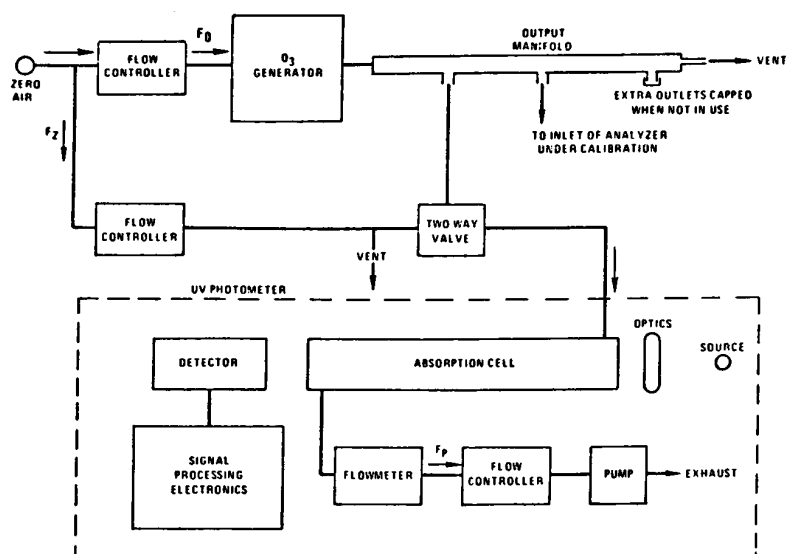 F0
O3
GENERATOR
FLOW
CONTROLLER
OUTPUT
MANIFOLD
VENT
ZERO
AIR
EXTRA OUTLETS CAPPED
WHEN NOT IN USE
TO INLET OF ANALYZER
UNDER CALIBRATION
FZ
FLOW
CONTROLLER
TWO WAY
VALVE
VENT
UV PHOTOMETER
OPTICS
SOURCE
DETECTOR
ABSORPTION CELL
SIGNAL
PROCESSING
ELECTRONICS
FP
FLOWMETER
FLOW
CONTROLLER
PUMP
EXHAUST